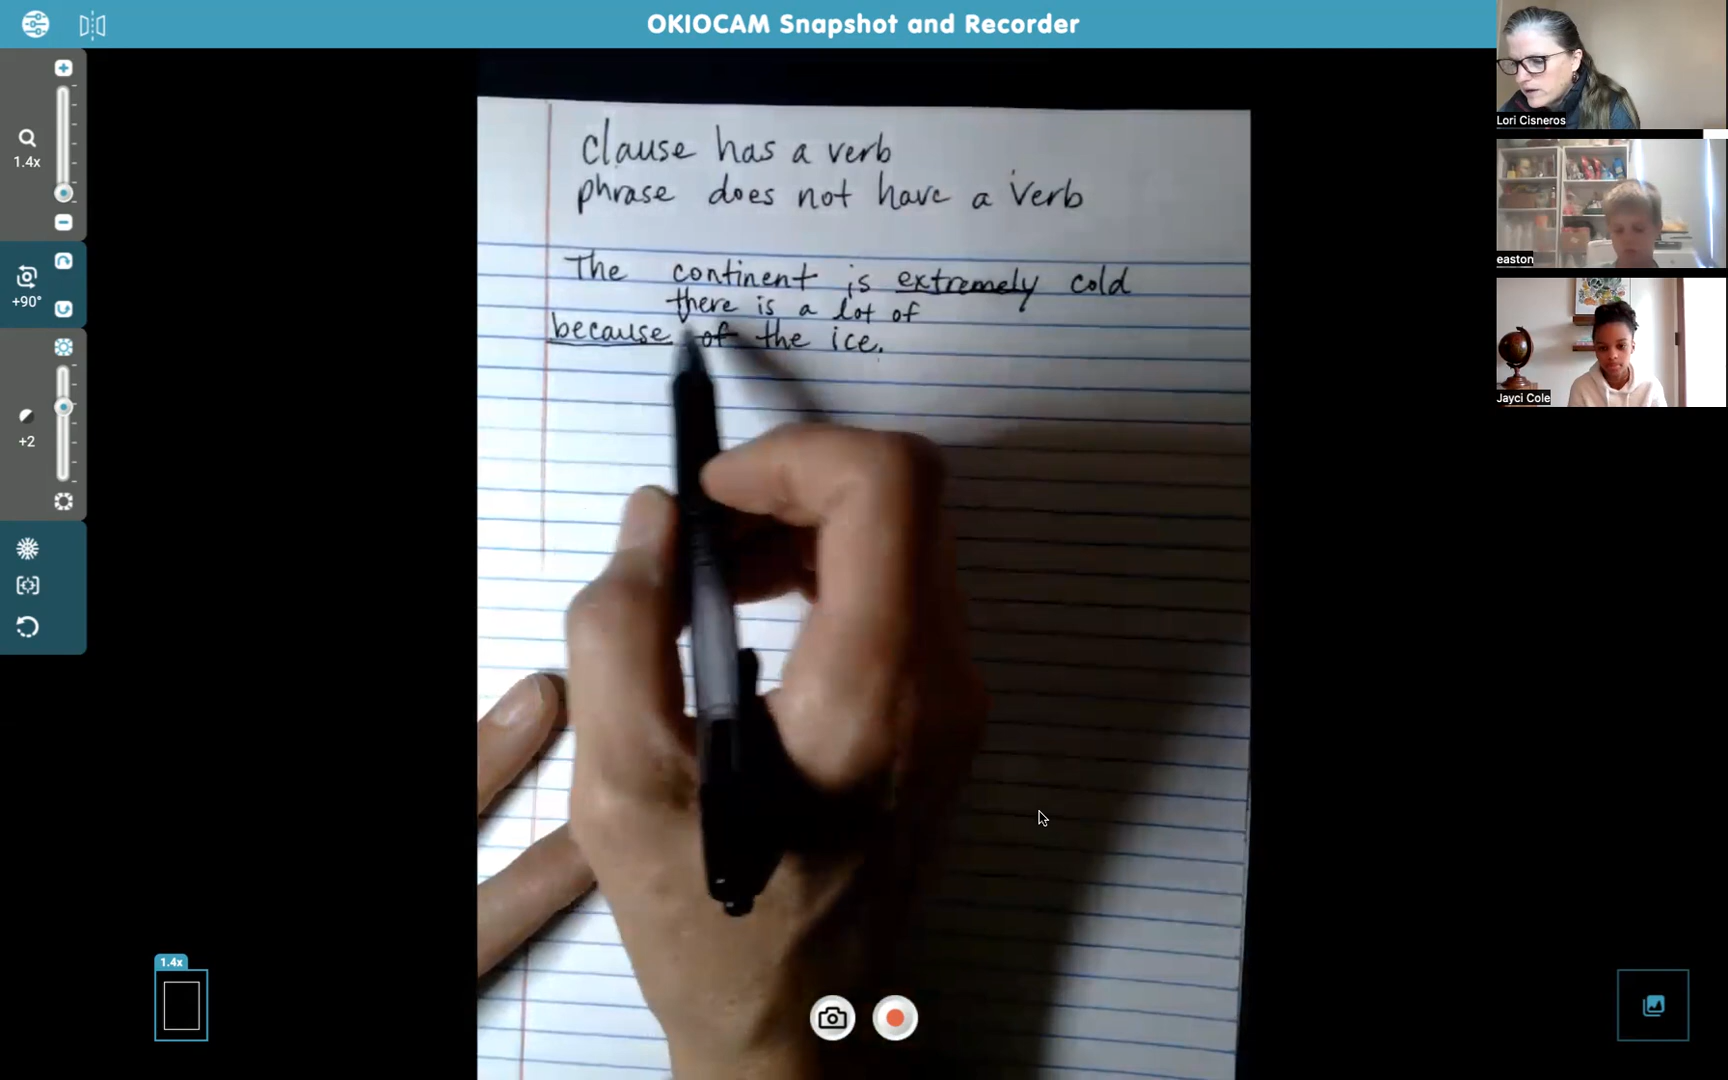 OKIOCAM Snapshot and Recorder
1.4x
+90°
+2
clause has a verb
phrase does not have a verb
The continent is extremely cold
there is a lot of
because of the ice.
Lori Cisneros
easton
Jayci Cole
1.4x